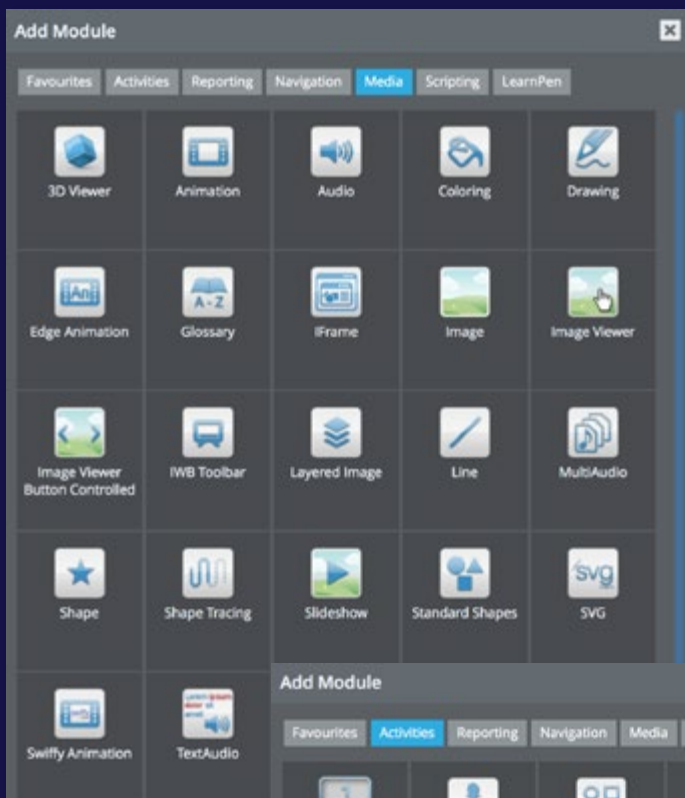 Add Module
Favourites Activities Reporting Navigation Media Scripting LearnPen
3D Viewer Animation Audio Coloring Drawing
An A-Z
Edge Animation Glossary IFrame Image Image Viewer
Image Viewer
Button Controlled IWB Toolbar Layered Image Line MultiAudio
svg
Shape Shape Tracing Slideshow Standard Shapes SVG
Swiffy Animation TextAudio
Add Module
Favourites Activities Reporting Navigation Media